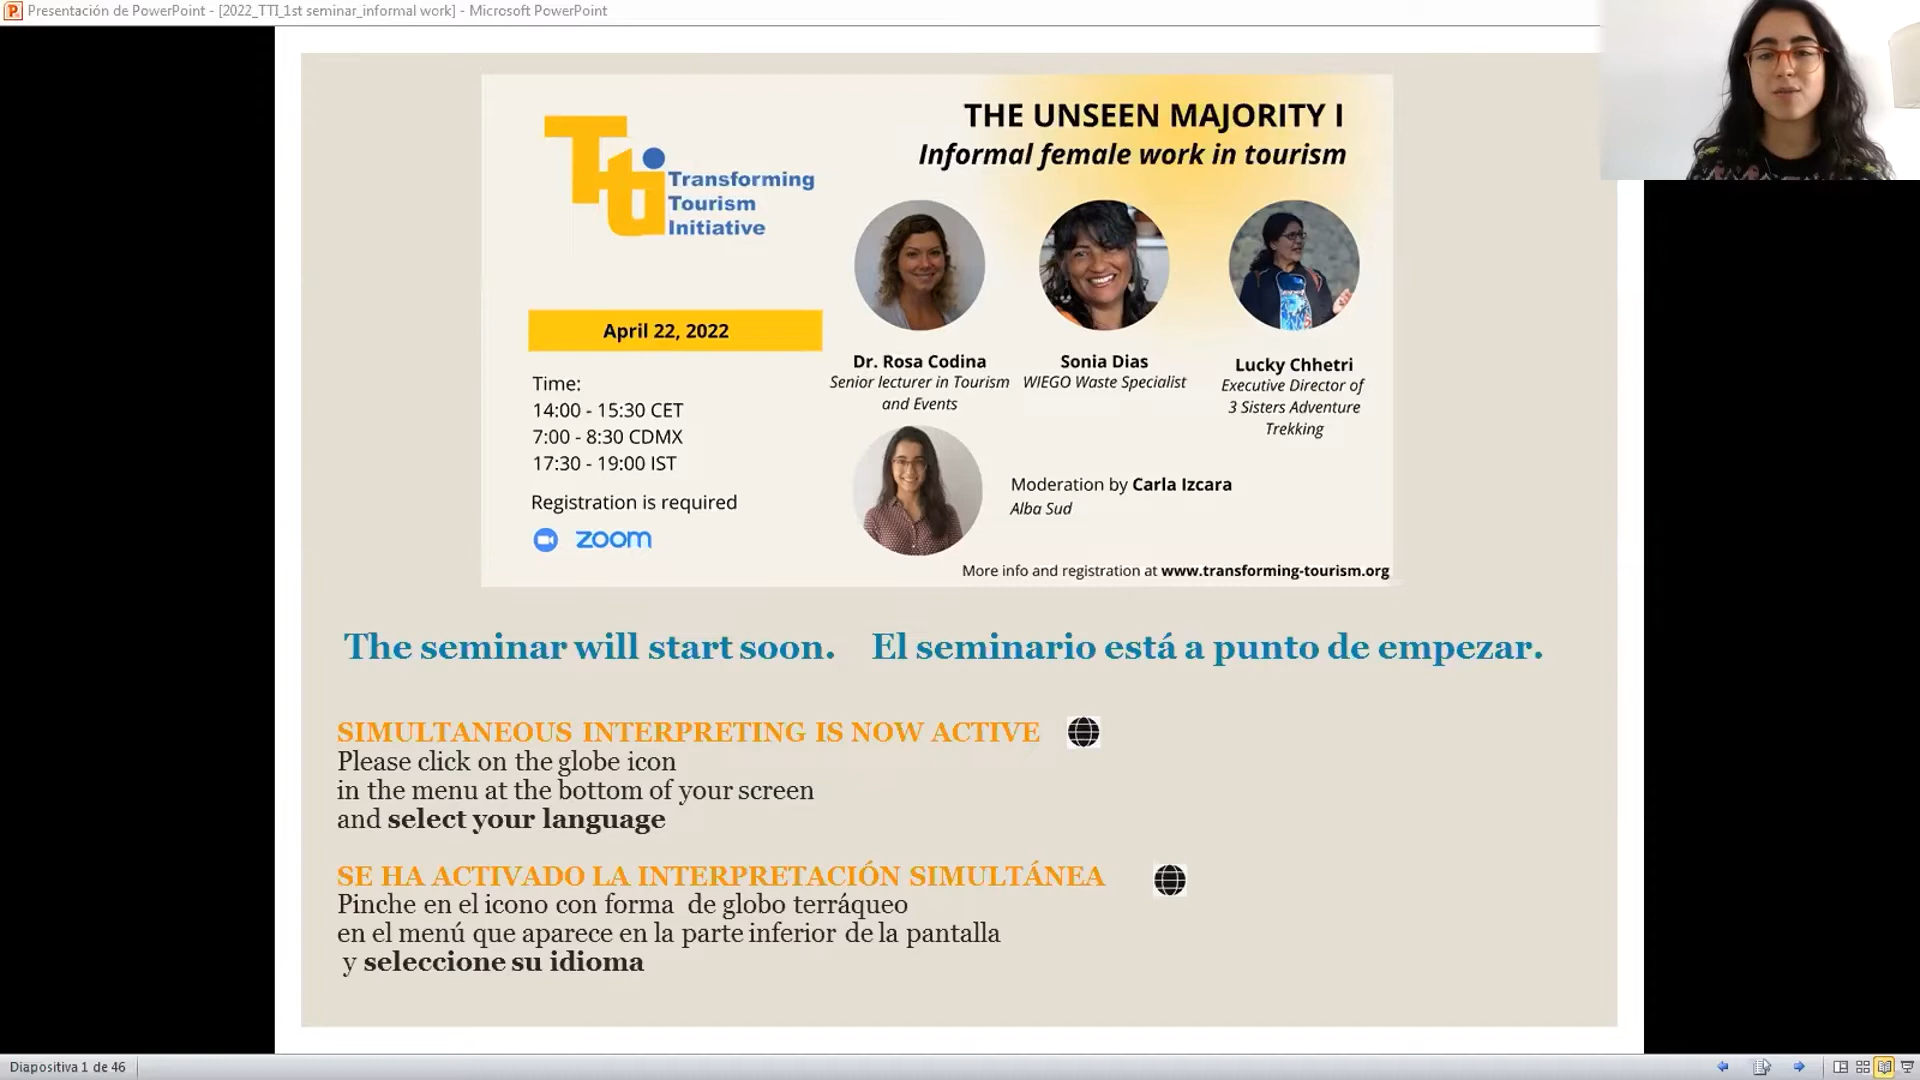 Presentación de PowerPoint - [2022_TTI_1st seminar_informal work] - Microsoft PowerPoint
THE UNSEEN MAJORITY I
Informal female work in tourism
Tti
Transforming
Tourism
Initiative
April 22, 2022
Time:
14:00 - 15:30 CET
7:00 - 8:30 CDMX
17:30 - 19:00 IST
Registration is required
zoom
Dr. Rosa Codina
Senior lecturer in Tourism
and Events
Sonia Dias
WIEGO Waste Specialist
Lucky Chhetri
Executive Director of
3 Sisters Adventure
Trekking
Moderation by Carla Izcara
Alba Sud
More info and registration at www.transforming-tourism.org
The seminar will start soon. El seminario está a punto de empezar.
SIMULTANEOUS INTERPRETING IS NOW ACTIVE
Please click on the globe icon
in the menu at the bottom of your screen
and select your language
SE HA ACTIVADO LA INTERPRETACIÓN SIMULTÁNEA
Pinche en el icono con forma de globo terráqueo
en el menú que aparece en la parte inferior de la pantalla
y seleccione su idioma
Diapositiva 1 de 46